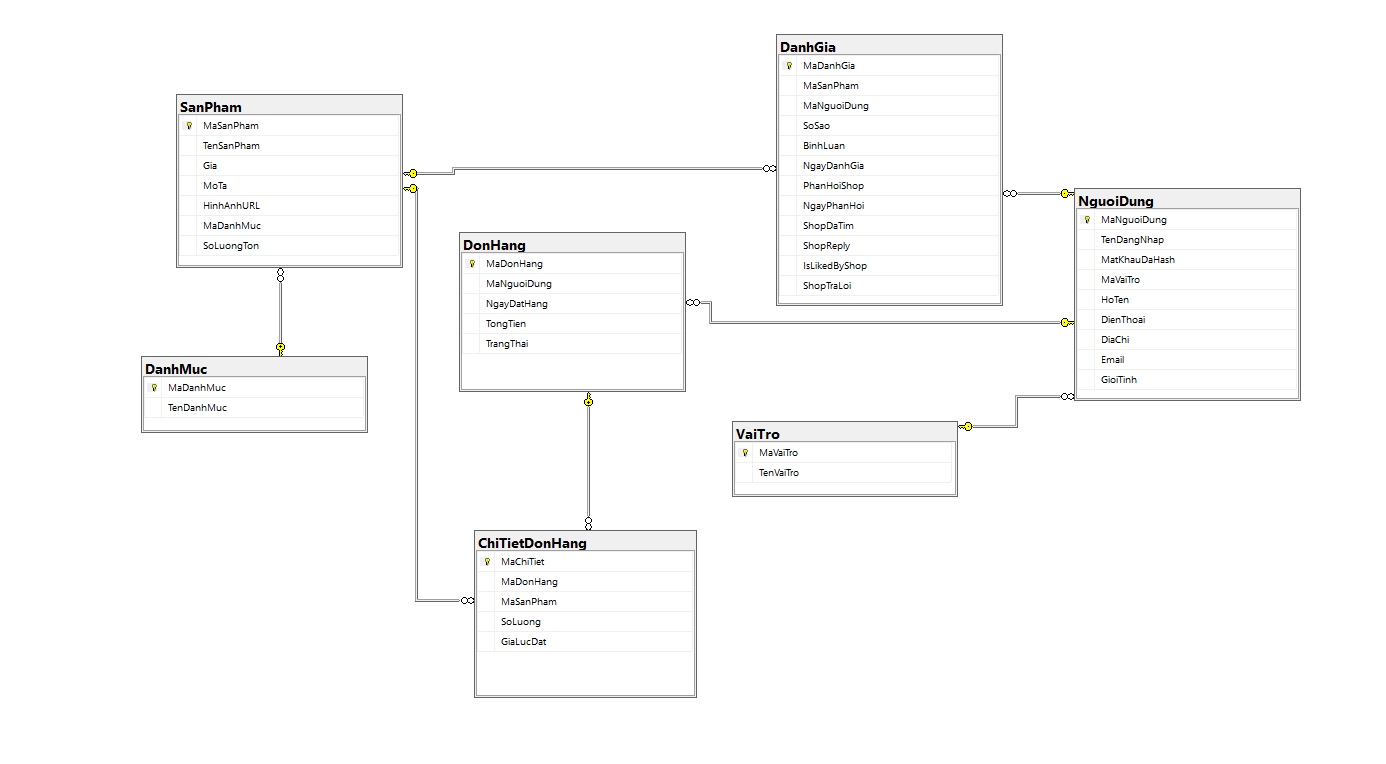 DanhGia
MaDanhGia
MaSanPham
MaNguoiDung
SoSao
BinhLuan
NgayDanhGia
PhanHoiShop
NgayPhanHoi
ShopDaTim
ShopReply
IsLikedByShop
ShopTraLoi
SanPham
MaSanPham
TenSanPham
Gia
MoTa
HinhAnhURL
MaDanhMuc
SoLuongTon
NguoiDung
MaNguoiDung
TenDangNhap
MatKhauDaHash
MaVaiTro
HoTen
DienThoai
DiaChi
Email
GioiTinh
DonHang
MaDonHang
MaNguoiDung
NgayDatHang
TongTien
TrangThai
DanhMuc
MaDanhMuc
TenDanhMuc
VaiTro
MaVaiTro
TenVaiTro
ChiTietDonHang
MaChiTiet
MaDonHang
MaSanPham
SoLuong
GiaLucDat